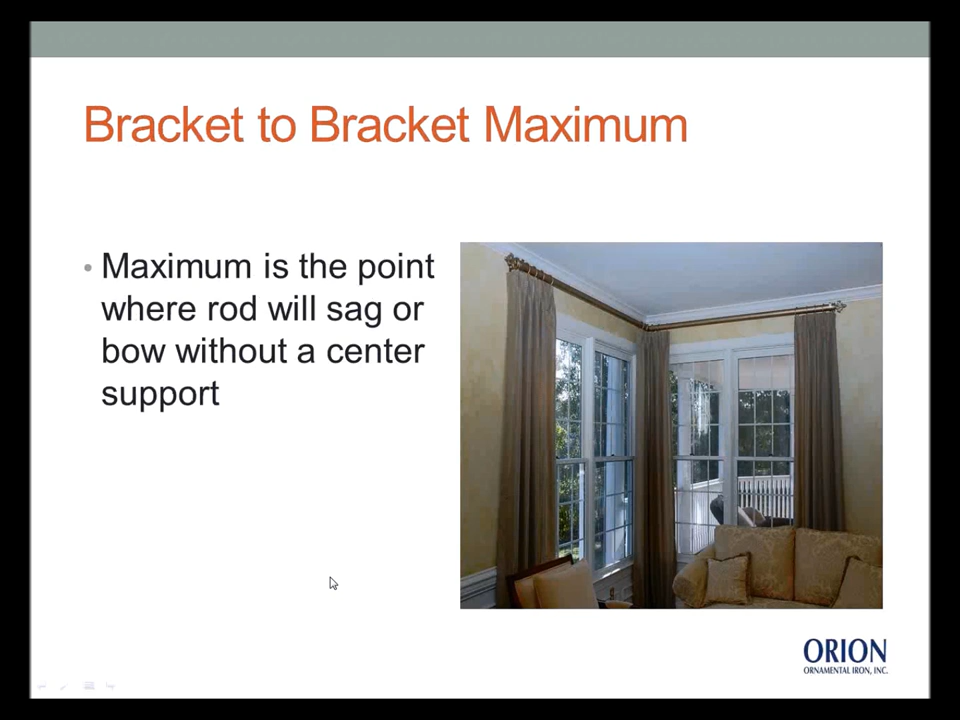 Bracket to Bracket Maximum
• Maximum is the point
where rod will sag or
bow without a center
support
ORION
ORNAMENTAL IRON, INC.